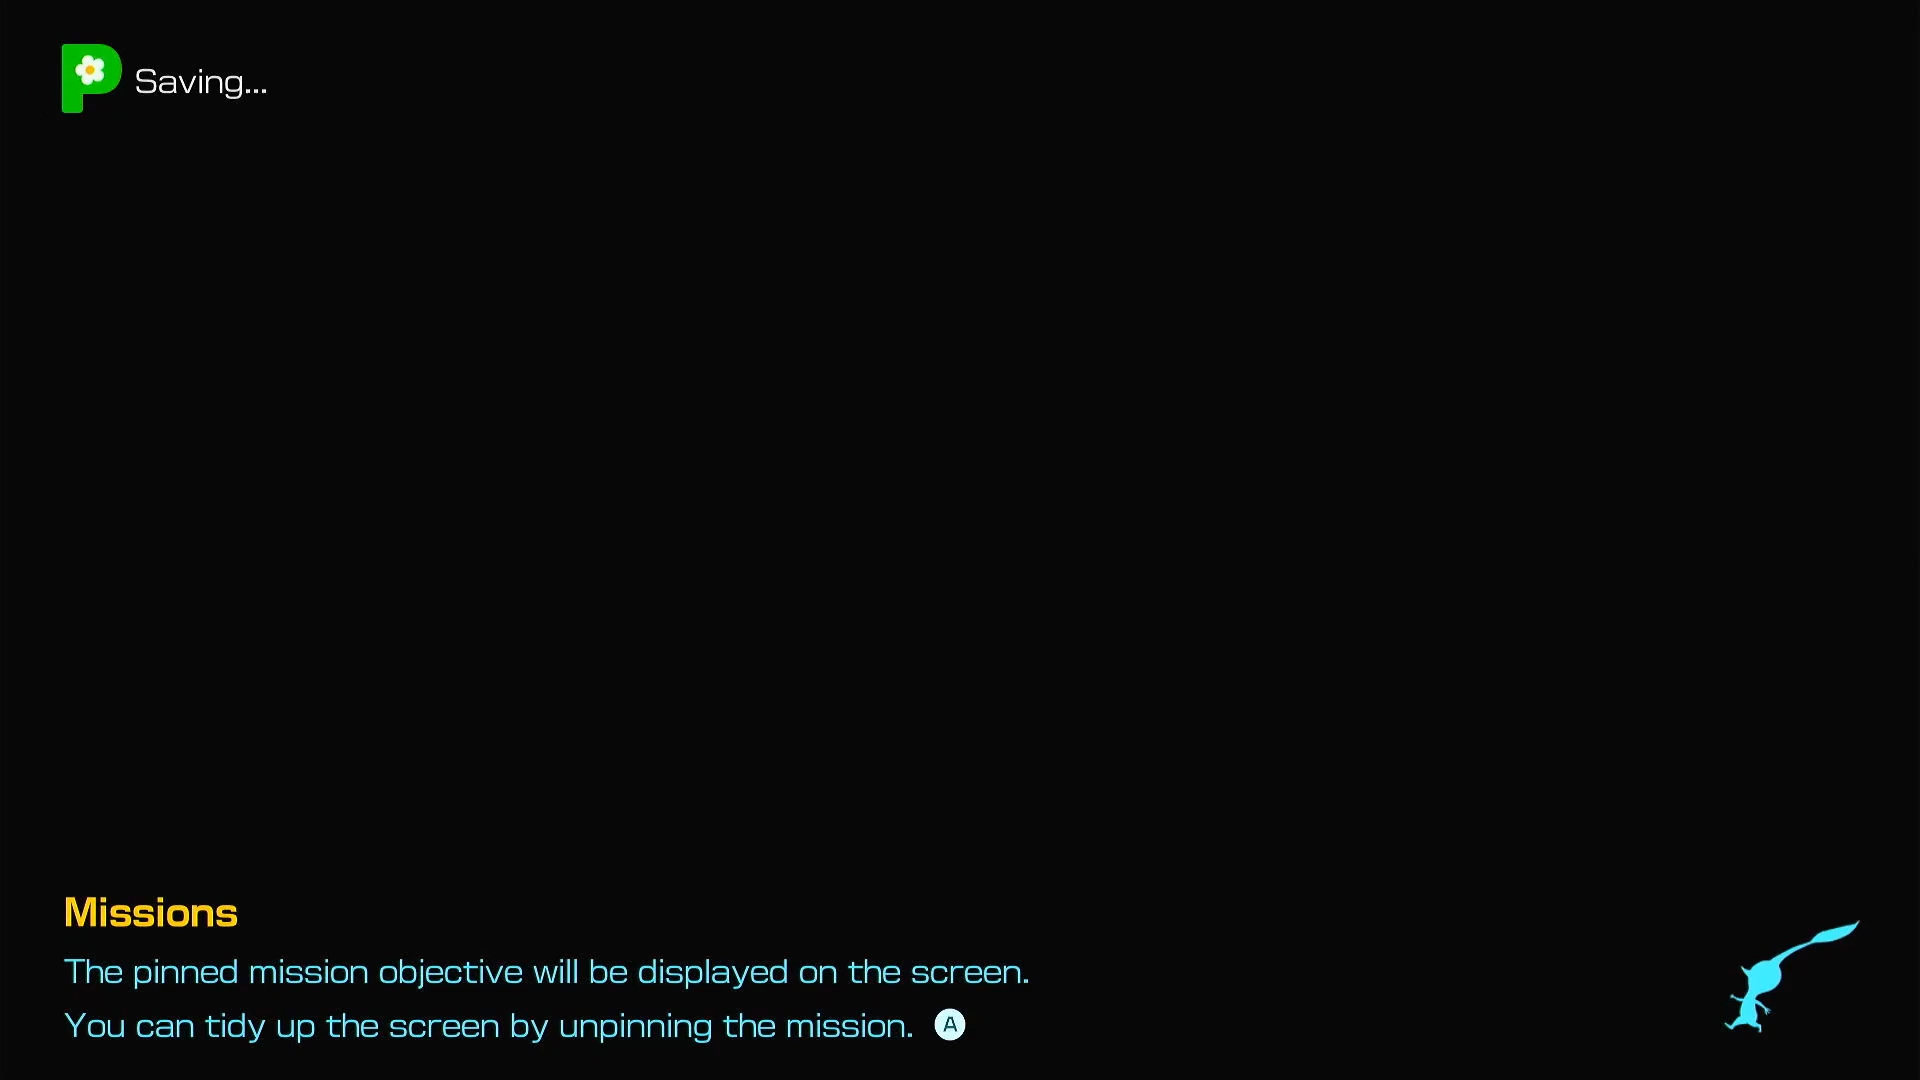 P Saving...
Missions
The pinned mission objective will be displayed on the screen.
You can tidy up the screen by unpinning the mission. A